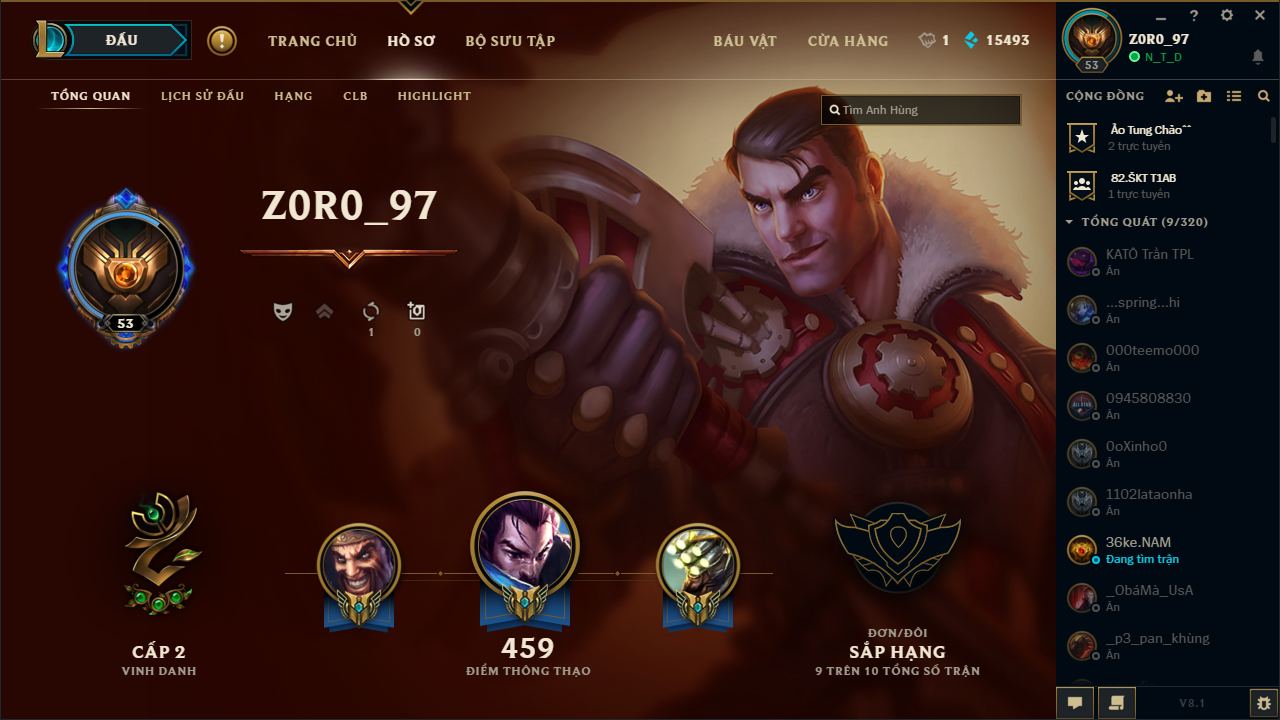 ĐẤU
TRANG CHỦ
HỒ SƠ
BỘ SƯU TẬP
BÁU VẬT
CỬA HÀNG
1
15493
TỔNG QUAN
LỊCH SỬ ĐẤU
HẠNG
CLB
HIGHLIGHT
Tìm Anh Hùng
Z0R0_97
53
1
0
CẤP 2
VINH DANH
459
ĐIỂM THÔNG THẠO
ĐƠN/ĐÔI
SẮP HẠNG
9 TRÊN 10 TỔNG SỐ TRẬN
?
Z0R0_97
N_T_D
53
CỘNG ĐỒNG
Ảo Tung Chảo^^
2 trực tuyến
82.ŠKT T1AB
1 trực tuyến
TỔNG QUÁT (9/320)
KATÔ Trần TPL
Ẩn
...spring...hi
Ẩn
000teemo000
Ẩn
0945808830
Ẩn
0oXinho0
Ẩn
1102lataonha
Ẩn
36ke.NAM
Đang tìm trận
_ObáMà_UsA
Ẩn
_p3_pan_khùng
Ẩn
V8.1